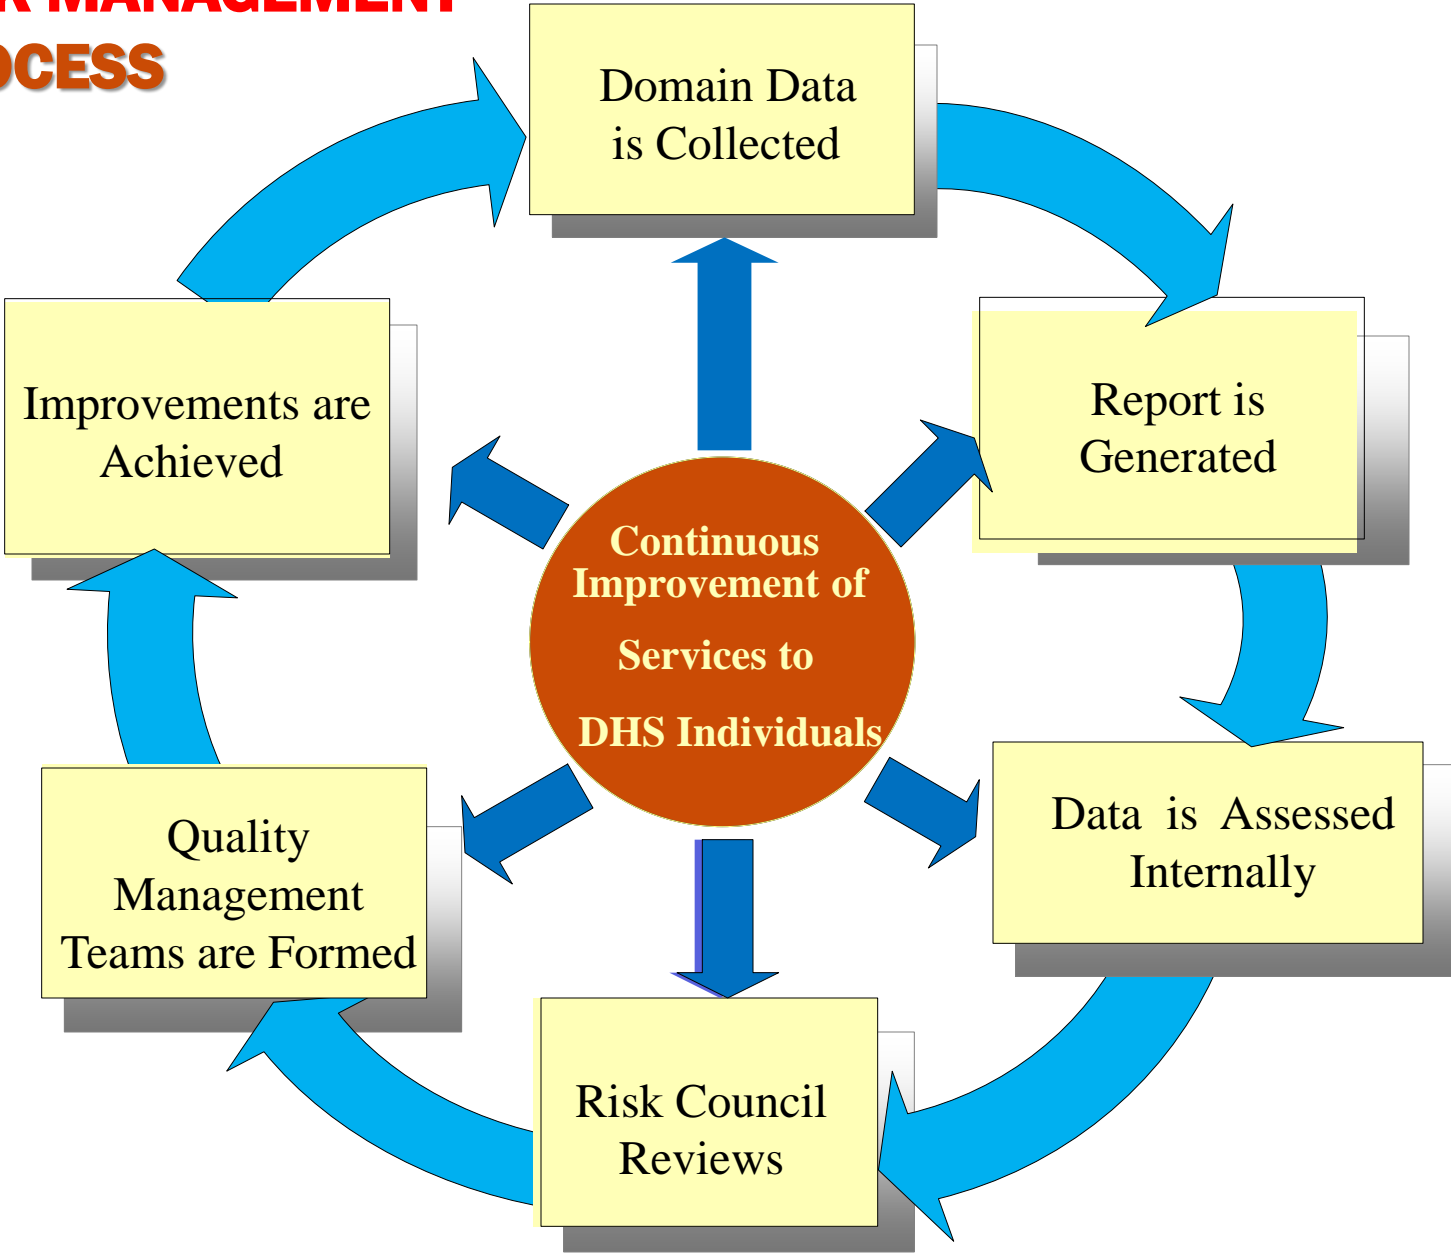 MANAGEMENT
Domain Data
is Collected
Report is
Generated
Data is Assessed
Internally
Risk Council
Reviews
Quality
Management
Teams are Formed
Improvements are
Achieved
Continuous
Improvement of
Services to
DHS Individuals